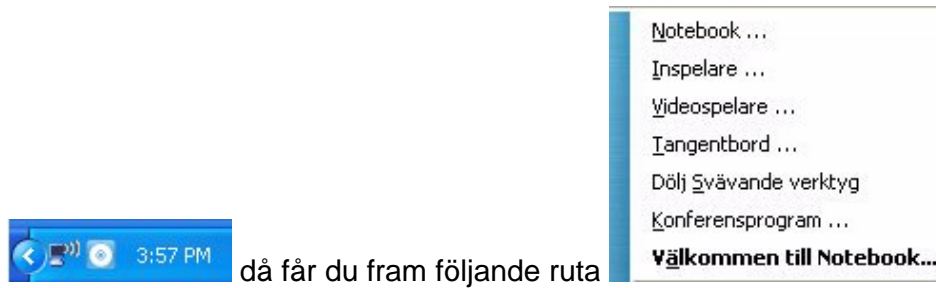 3:57 PM
då får du fram följande ruta
Notebook ...
Inspelare ...
Videospelare ...
Tangentbord ...
Dölj Svävande verktyg
Konferensprogram ...
Välkommen till Notebook...